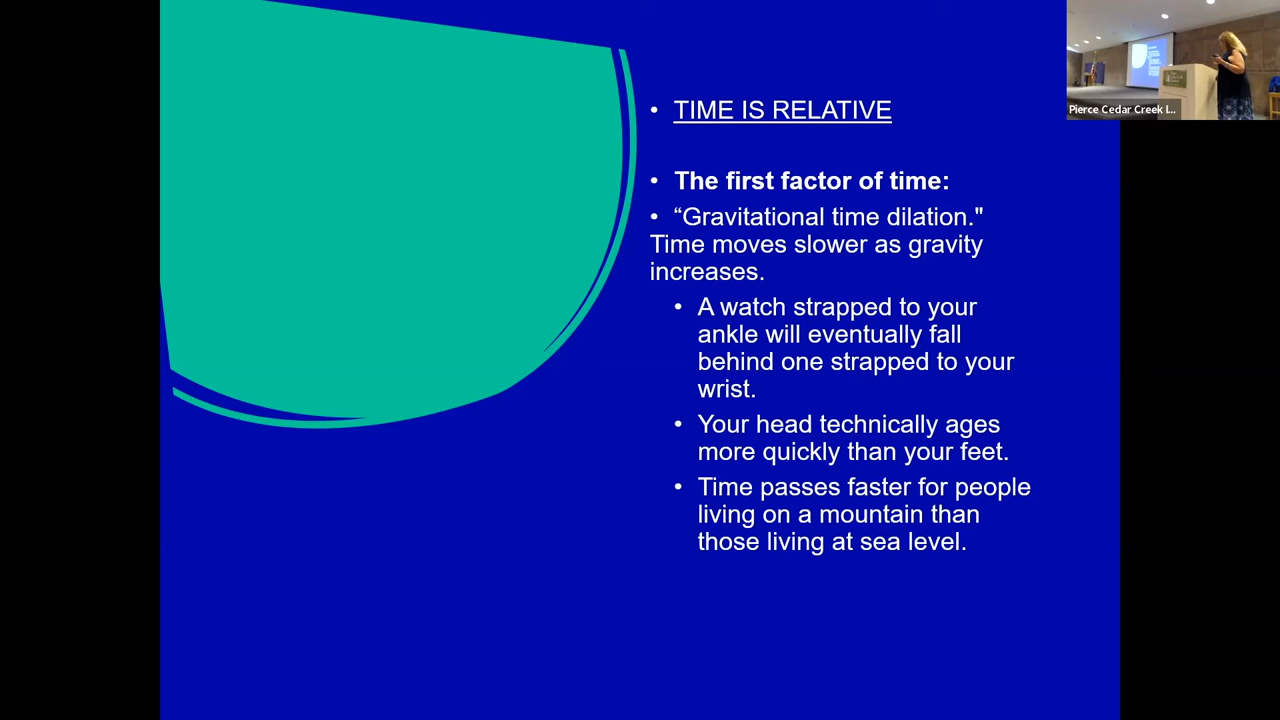 • TIME IS RELATIVE
• The first factor of time:
• “Gravitational time dilation."
Time moves slower as gravity
increases.
• A watch strapped to your
ankle will eventually fall
behind one strapped to your
wrist.
• Your head technically ages
more quickly than your feet.
• Time passes faster for people
living on a mountain than
those living at sea level.
Pierce Cedar Creek I...